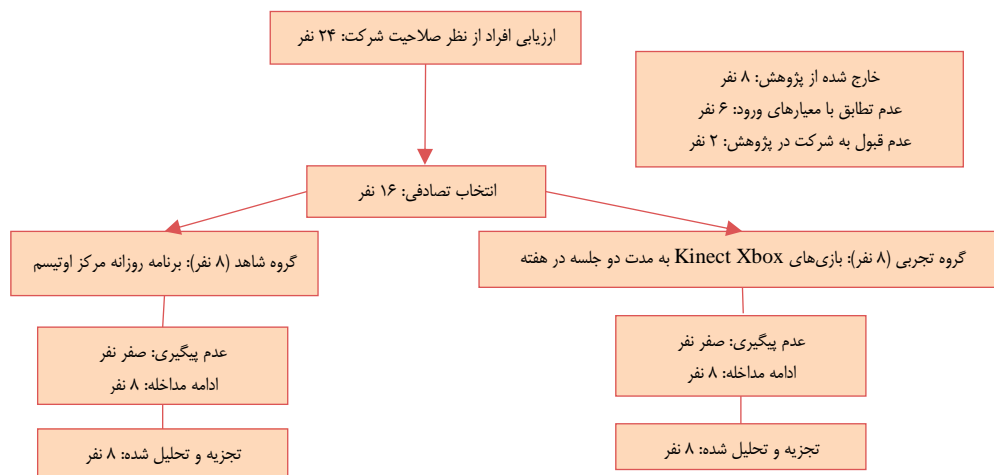 ارزیابی افراد از نظر صلاحیت شرکت: ۲۴ نفر
خارج شده از پژوهش: ۸ نفر
عدم تطابق با معیارهای ورود: ۶ نفر
عدم قبول به شرکت در پژوهش: ۲ نفر
انتخاب تصادفی: ۱۶ نفر
گروه تجربی (۸ نفر): بازی‌های Kinect Xbox به مدت دو جلسه در هفته
گروه شاهد (۸ نفر): برنامه روزانه مرکز اوتیسم
عدم پیگیری: صفر نفر
ادامه مداخله: ۸ نفر
عدم پیگیری: صفر نفر
ادامه مداخله: ۸ نفر
تجزیه و تحلیل شده: ۸ نفر
تجزیه و تحلیل شده: ۸ نفر